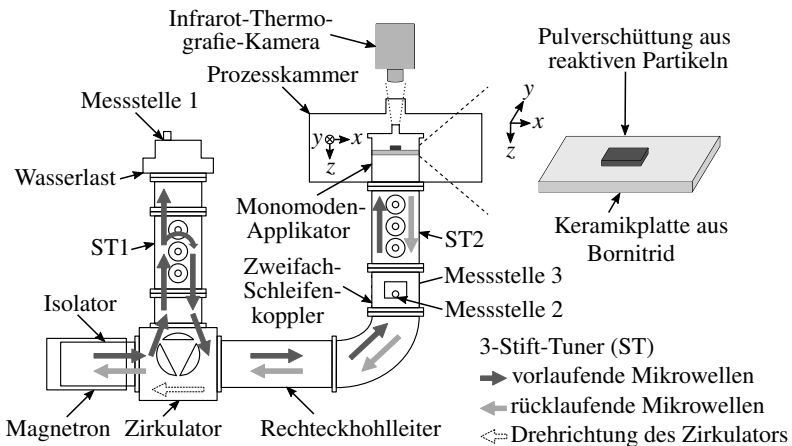 Infrarot-Thermo-
grafie-Kamera
Prozesskammer
Messstelle 1
Wasserlast
y
x
z
Monomoden-
Applikator
ST1
ST2
Zweifach-
Schleifen-
koppler
Messstelle 3
Messstelle 2
Isolator
Magnetron
Zirkulator
Rechteckhohlleiter
Pulverschüttung aus
reaktiven Partikeln
y
x
z
Keramikplatte aus
Bornitrid
3-Stift-Tuner (ST)
vorlaufende Mikrowellen
rücklaufende Mikrowellen
Drehrichtung des Zirkulators